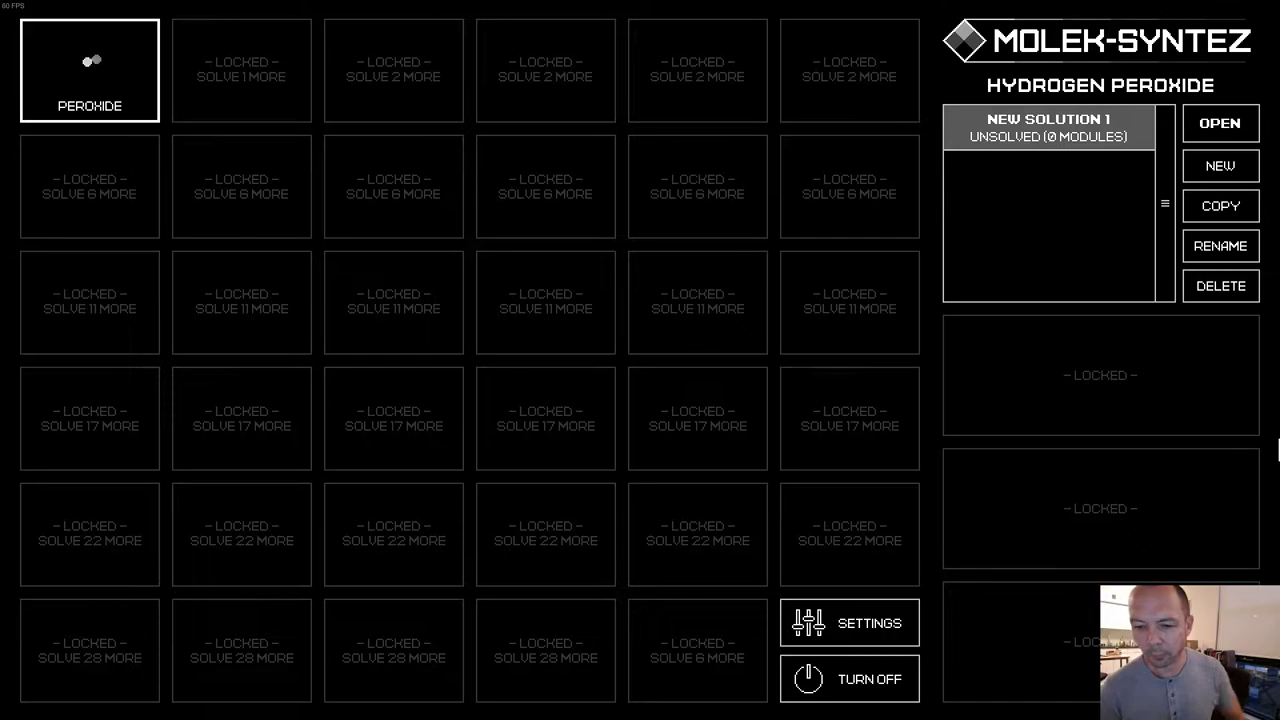 60 FPS
PEROXIDE
- LOCKED -
SOLVE 1 MORE
- LOCKED -
SOLVE 2 MORE
- LOCKED -
SOLVE 2 MORE
- LOCKED -
SOLVE 2 MORE
- LOCKED -
SOLVE 2 MORE
- LOCKED -
SOLVE 6 MORE
- LOCKED -
SOLVE 6 MORE
- LOCKED -
SOLVE 6 MORE
- LOCKED -
SOLVE 6 MORE
- LOCKED -
SOLVE 6 MORE
- LOCKED -
SOLVE 6 MORE
- LOCKED -
SOLVE 11 MORE
- LOCKED -
SOLVE 11 MORE
- LOCKED -
SOLVE 11 MORE
- LOCKED -
SOLVE 11 MORE
- LOCKED -
SOLVE 11 MORE
- LOCKED -
SOLVE 11 MORE
- LOCKED -
SOLVE 17 MORE
- LOCKED -
SOLVE 17 MORE
- LOCKED -
SOLVE 17 MORE
- LOCKED -
SOLVE 17 MORE
- LOCKED -
SOLVE 17 MORE
- LOCKED -
SOLVE 17 MORE
- LOCKED -
SOLVE 22 MORE
- LOCKED -
SOLVE 22 MORE
- LOCKED -
SOLVE 22 MORE
- LOCKED -
SOLVE 22 MORE
- LOCKED -
SOLVE 22 MORE
- LOCKED -
SOLVE 22 MORE
- LOCKED -
SOLVE 28 MORE
- LOCKED -
SOLVE 28 MORE
- LOCKED -
SOLVE 28 MORE
- LOCKED -
SOLVE 28 MORE
- LOCKED -
SOLVE 6 MORE
SETTINGS
TURN OFF
MOLEK-SYNTEZ
HYDROGEN PEROXIDE
NEW SOLUTION 1
UNSOLVED (0 MODULES)
OPEN
NEW
COPY
RENAME
DELETE
- LOCKED -
- LOCKED -